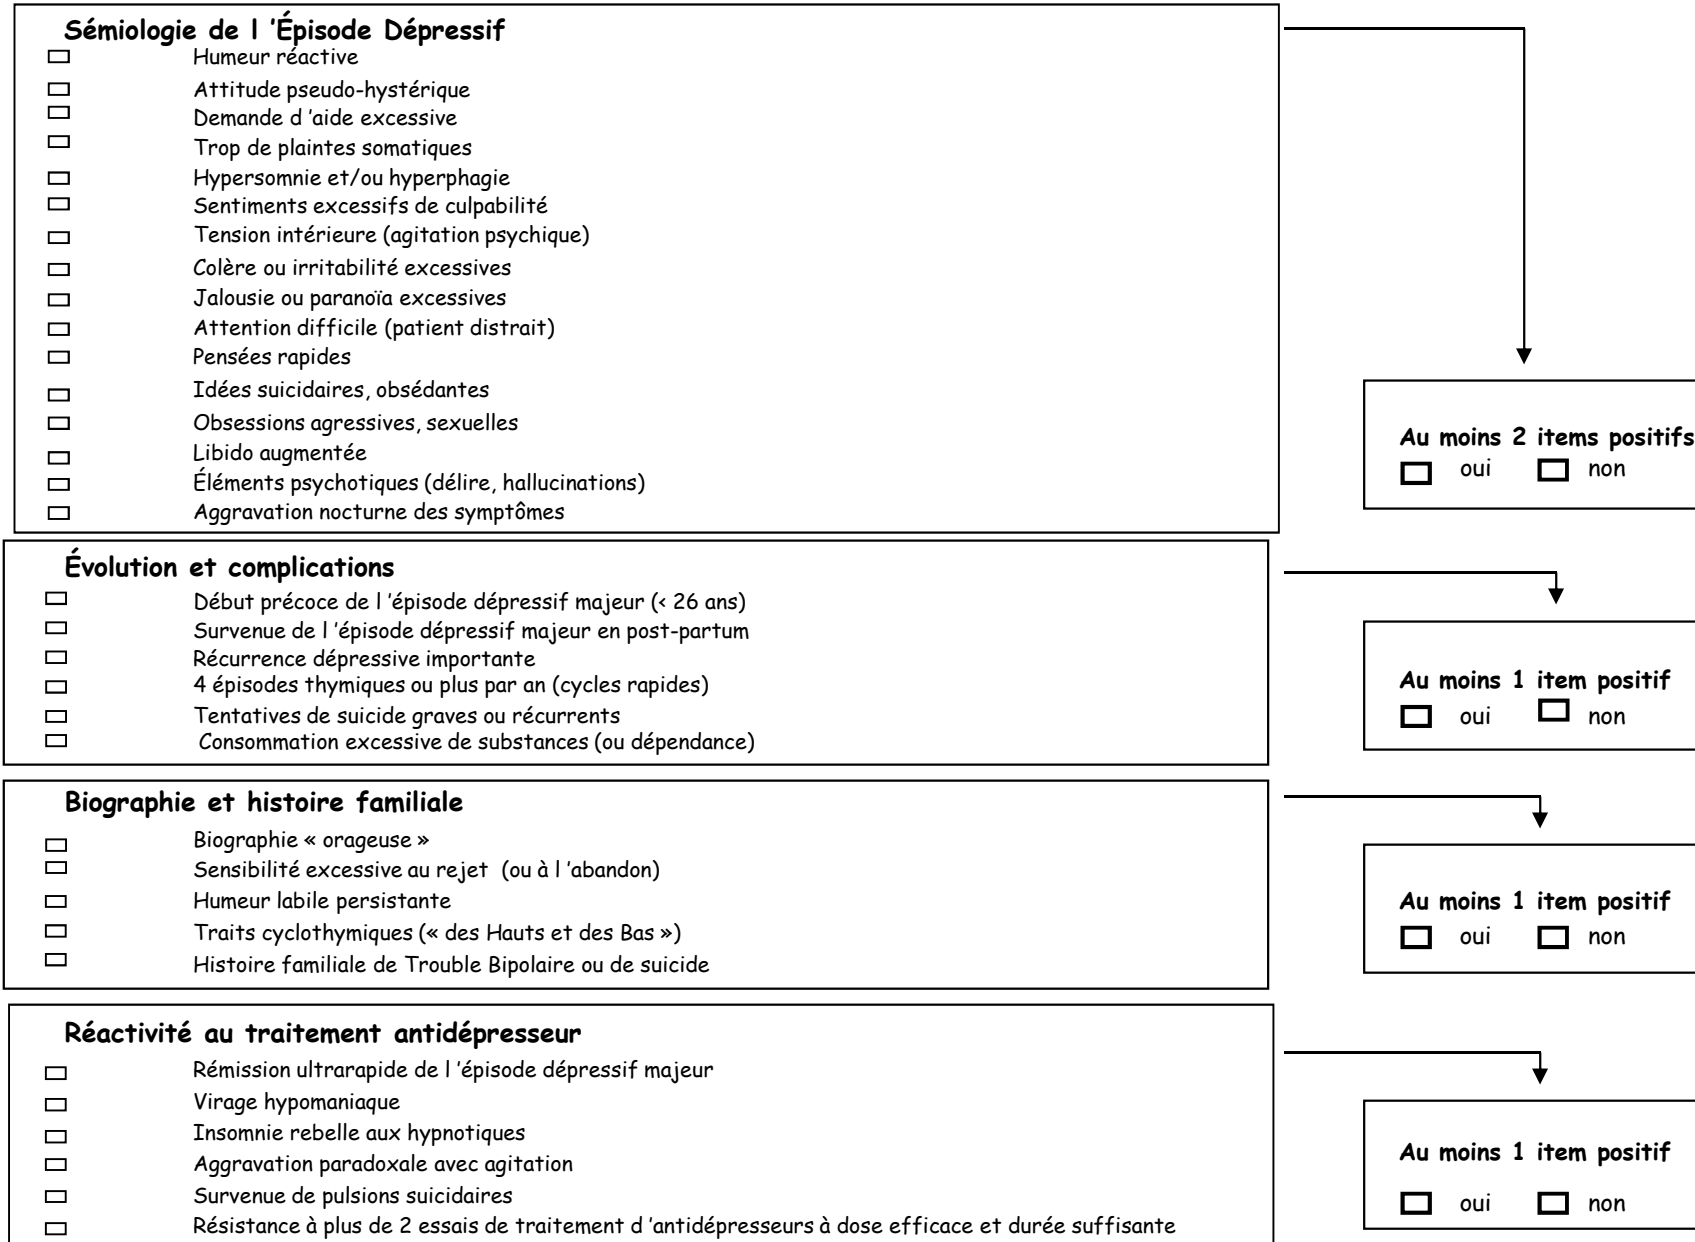 Sémiologie de l ’Épisode Dépressif
Humeur réactive
Attitude pseudo-hystérique
Demande d ’aide excessive
Trop de plaintes somatiques
Hypersomnie et/ou hyperphagie
Sentiments excessifs de culpabilité
Tension intérieure (agitation psychique)
Colère ou irritabilité excessives
Jalousie ou paranoïa excessives
Attention difficile (patient distrait)
Pensées rapides
Idées suicidaires, obsédantes
Obsessions agressives, sexuelles
Libido augmentée
Éléments psychotiques (délire, hallucinations)
Aggravation nocturne des symptômes
Au moins 2 items positifs
oui non
Évolution et complications
Début précoce de l ’épisode dépressif majeur (< 26 ans)
Survenue de l ’épisode dépressif majeur en post-partum
Récurrence dépressive importante
4 épisodes thymiques ou plus par an (cycles rapides)
Tentatives de suicide graves ou récurrents
Consommation excessive de substances (ou dépendance)
Au moins 1 item positif
oui non
Biographie et histoire familiale
Biographie « orageuse »
Sensibilité excessive au rejet (ou à l ’abandon)
Humeur labile persistante
Traits cyclothymiques (« des Hauts et des Bas »)
Histoire familiale de Trouble Bipolaire ou de suicide
Au moins 1 item positif
oui non
Réactivité au traitement antidépresseur
Rémission ultrarapide de l ’épisode dépressif majeur
Virage hypomaniaque
Insomnie rebelle aux hypnotiques
Aggravation paradoxale avec agitation
Survenue de pulsions suicidaires
Résistance à plus de 2 essais de traitement d ’antidépresseurs à dose efficace et durée suffisante
Au moins 1 item positif
oui non